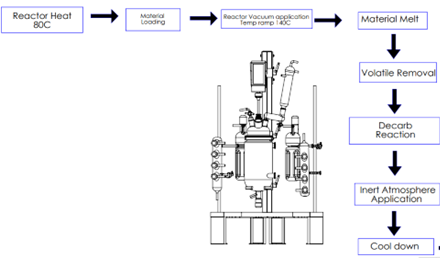 Reactor Heat
80C
Material
Loading
Reactor Vacuum application
Temp ramp 140C
Material Melt
Volatile Removal
Decarb
Reaction
Inert Atmosphere
Application
Cool down